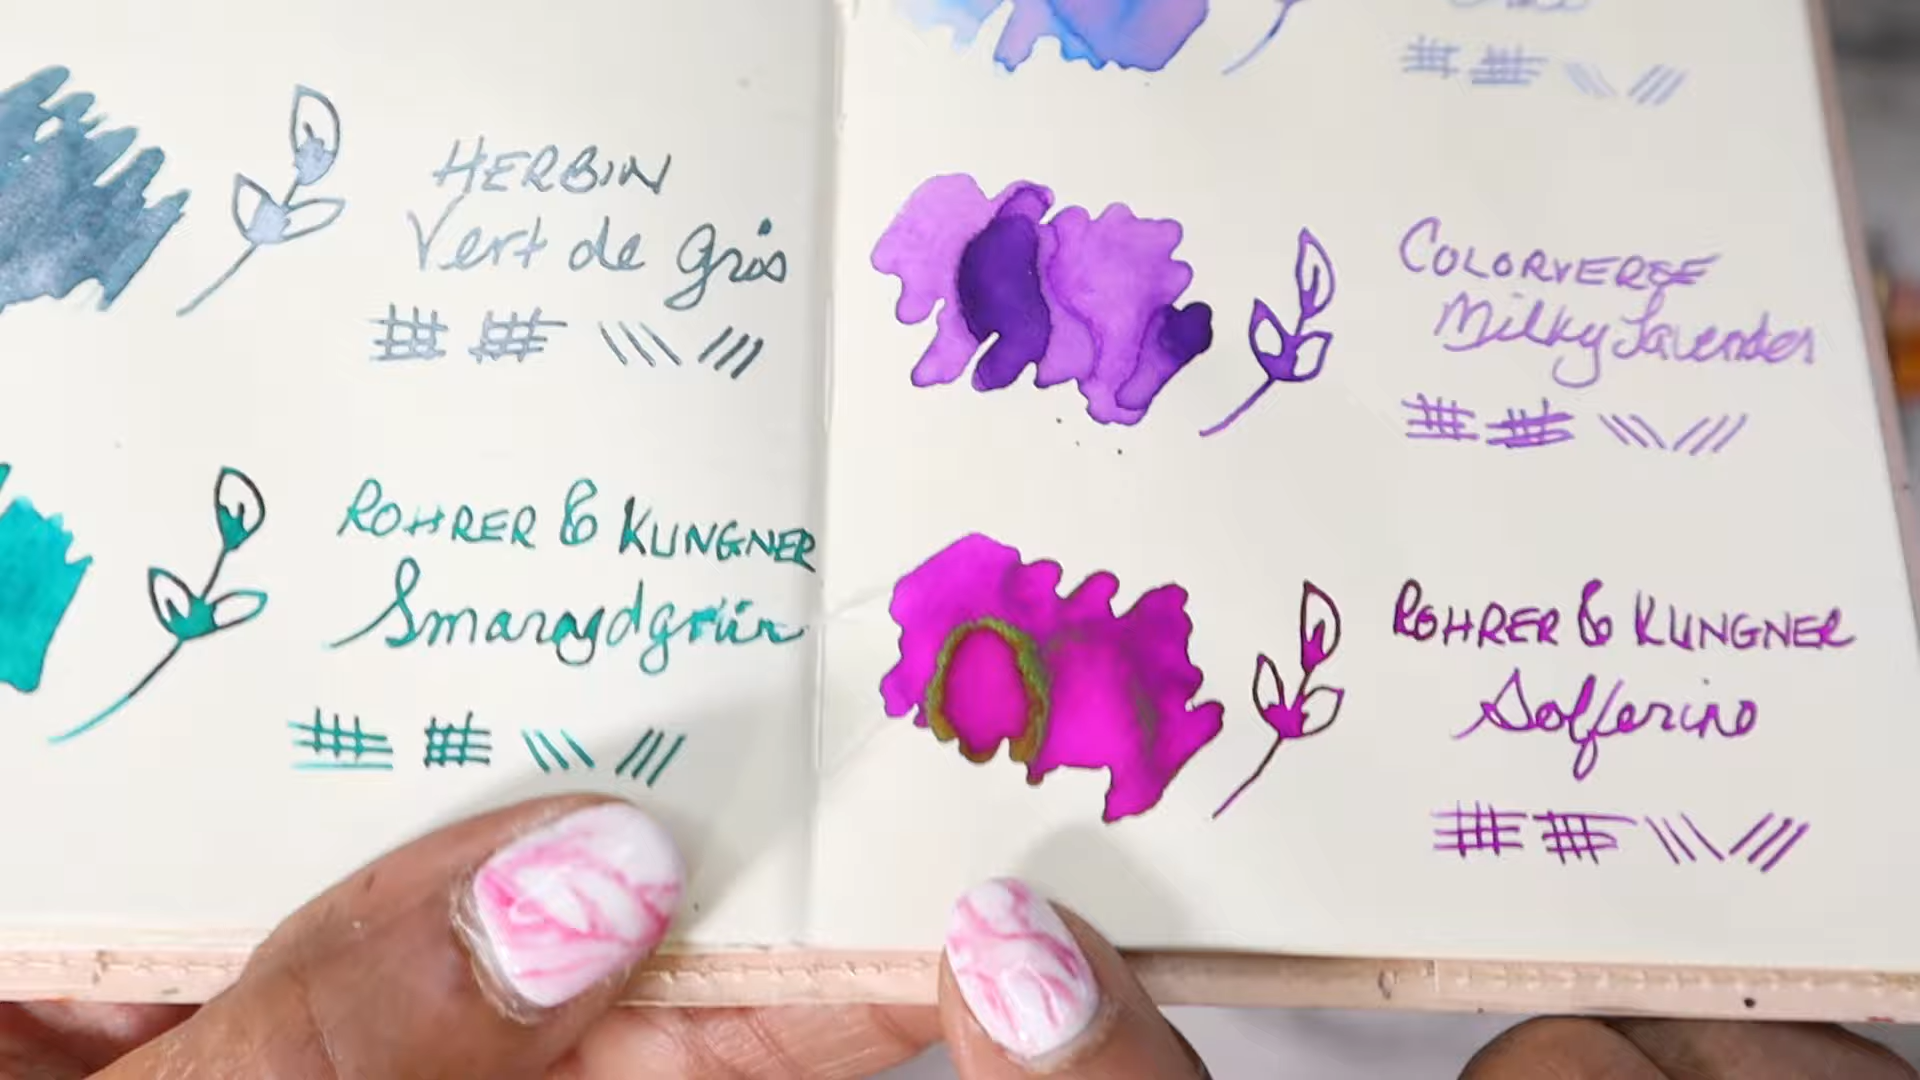 HERBIN
Vert de Gris
ROHRER & KLINGNER
Smaragdgrün
COLORVERSE
Milky Lavender
ROHRER & KLINGNER
Solferino